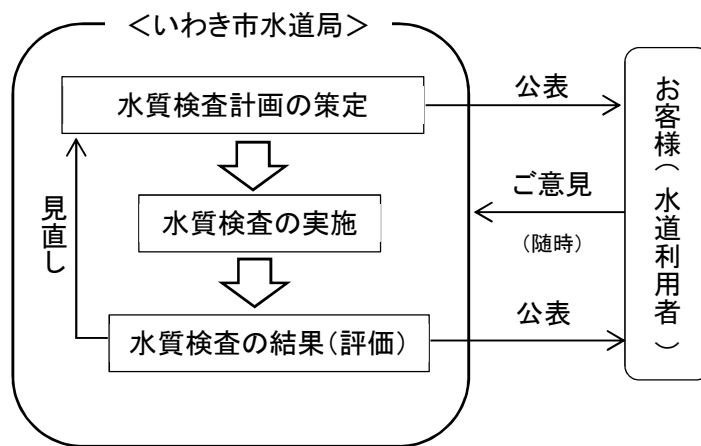 ＜いわき市水道局＞
水質検査計画の策定
公表
お客様（水道利用者）
見直し
水質検査の実施
ご意見
（随時）
水質検査の結果（評価）
公表